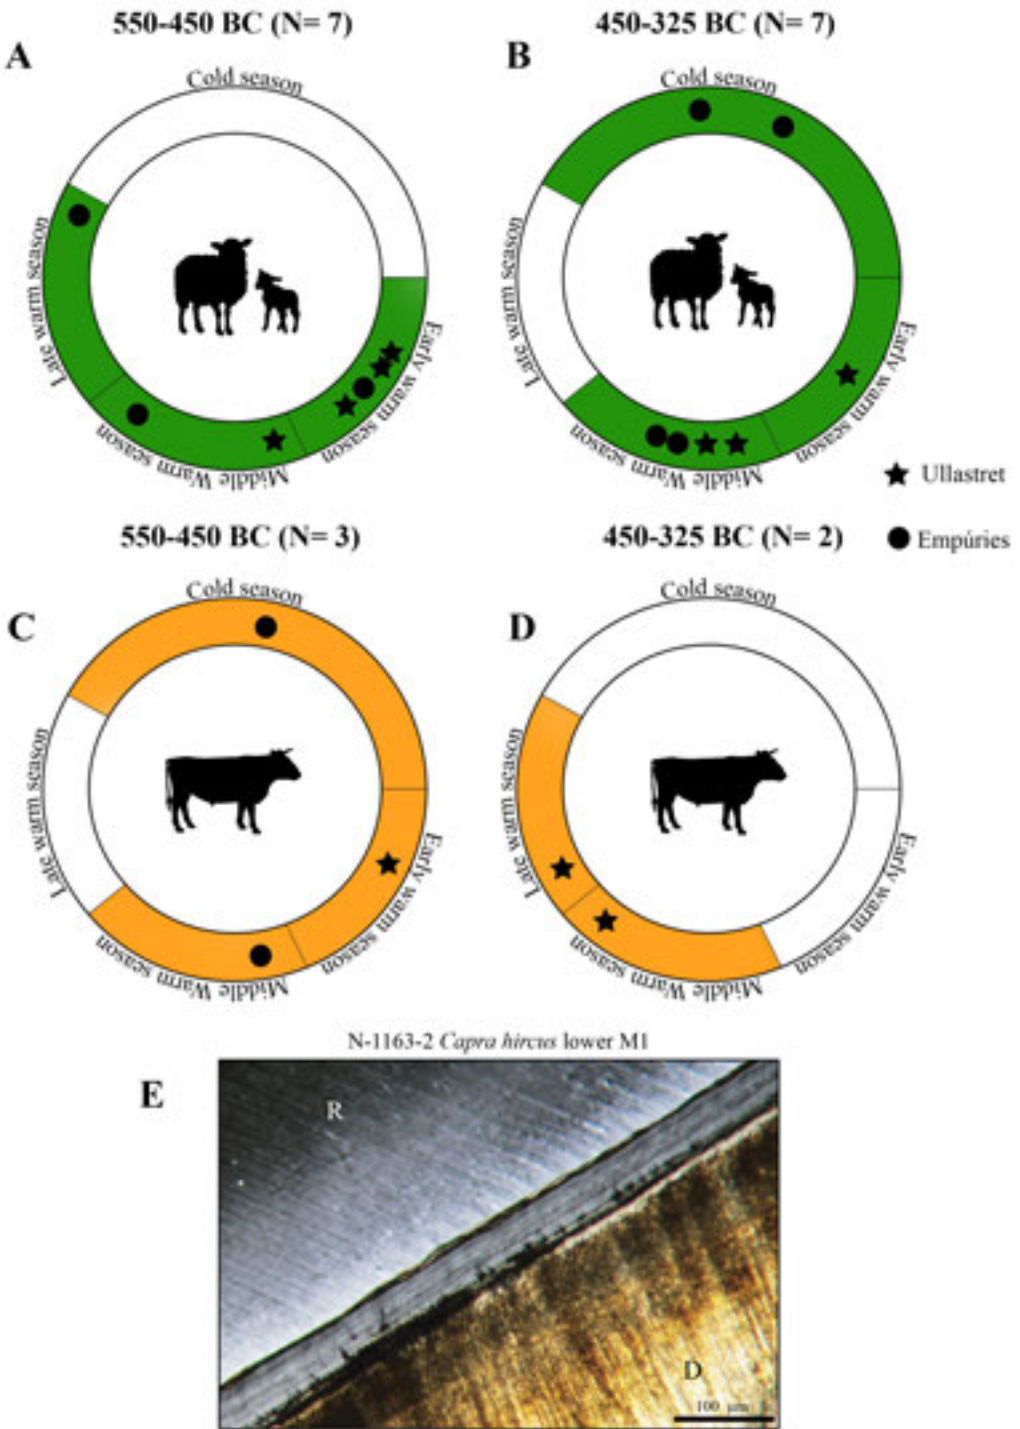 550-450 BC (N= 7)
450-325 BC (N= 7)
A
B
Cold season
Cold season
Late warm season
Early warm season
Middle Warm season
Late warm season
Early warm season
Middle Warm season
Ullastret
Empúries
550-450 BC (N= 3)
450-325 BC (N= 2)
C
D
Cold season
Cold season
Late warm season
Early warm season
Middle Warm season
Late warm season
Early warm season
Middle Warm season
N-1163-2 Capra hircus lower M1
E
R
D
100 µm